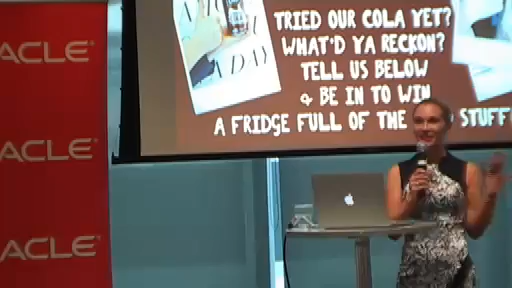 ACLE
ACLE
ACLE
A DAY
TRIED OUR COLA YET?
WHAT'D YA RECKON?
TELL US BELOW
& BE IN TO WIN
A FRIDGE FULL OF THE STUFF